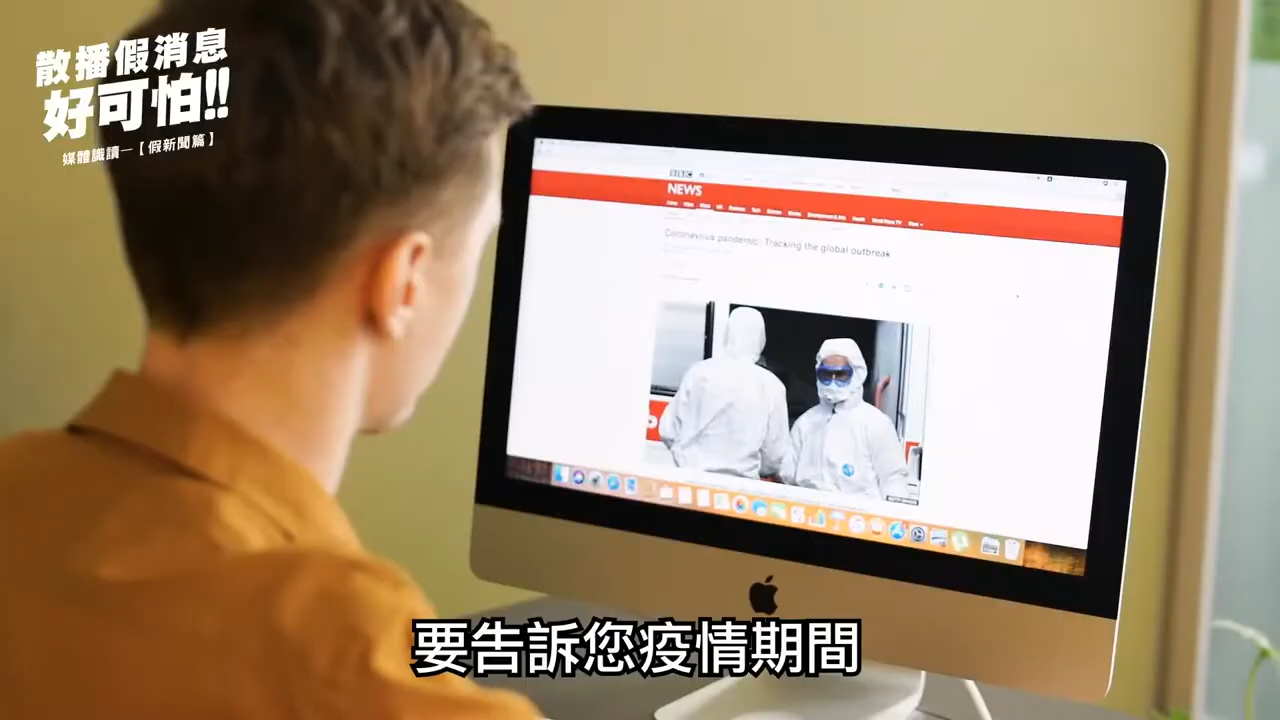 散播假消息
好可怕!!
媒體識讀—【假新聞篇】
BBC
NEWS
Coronavirus pandemic: Tracking the global outbreak
要告訴您疫情期間